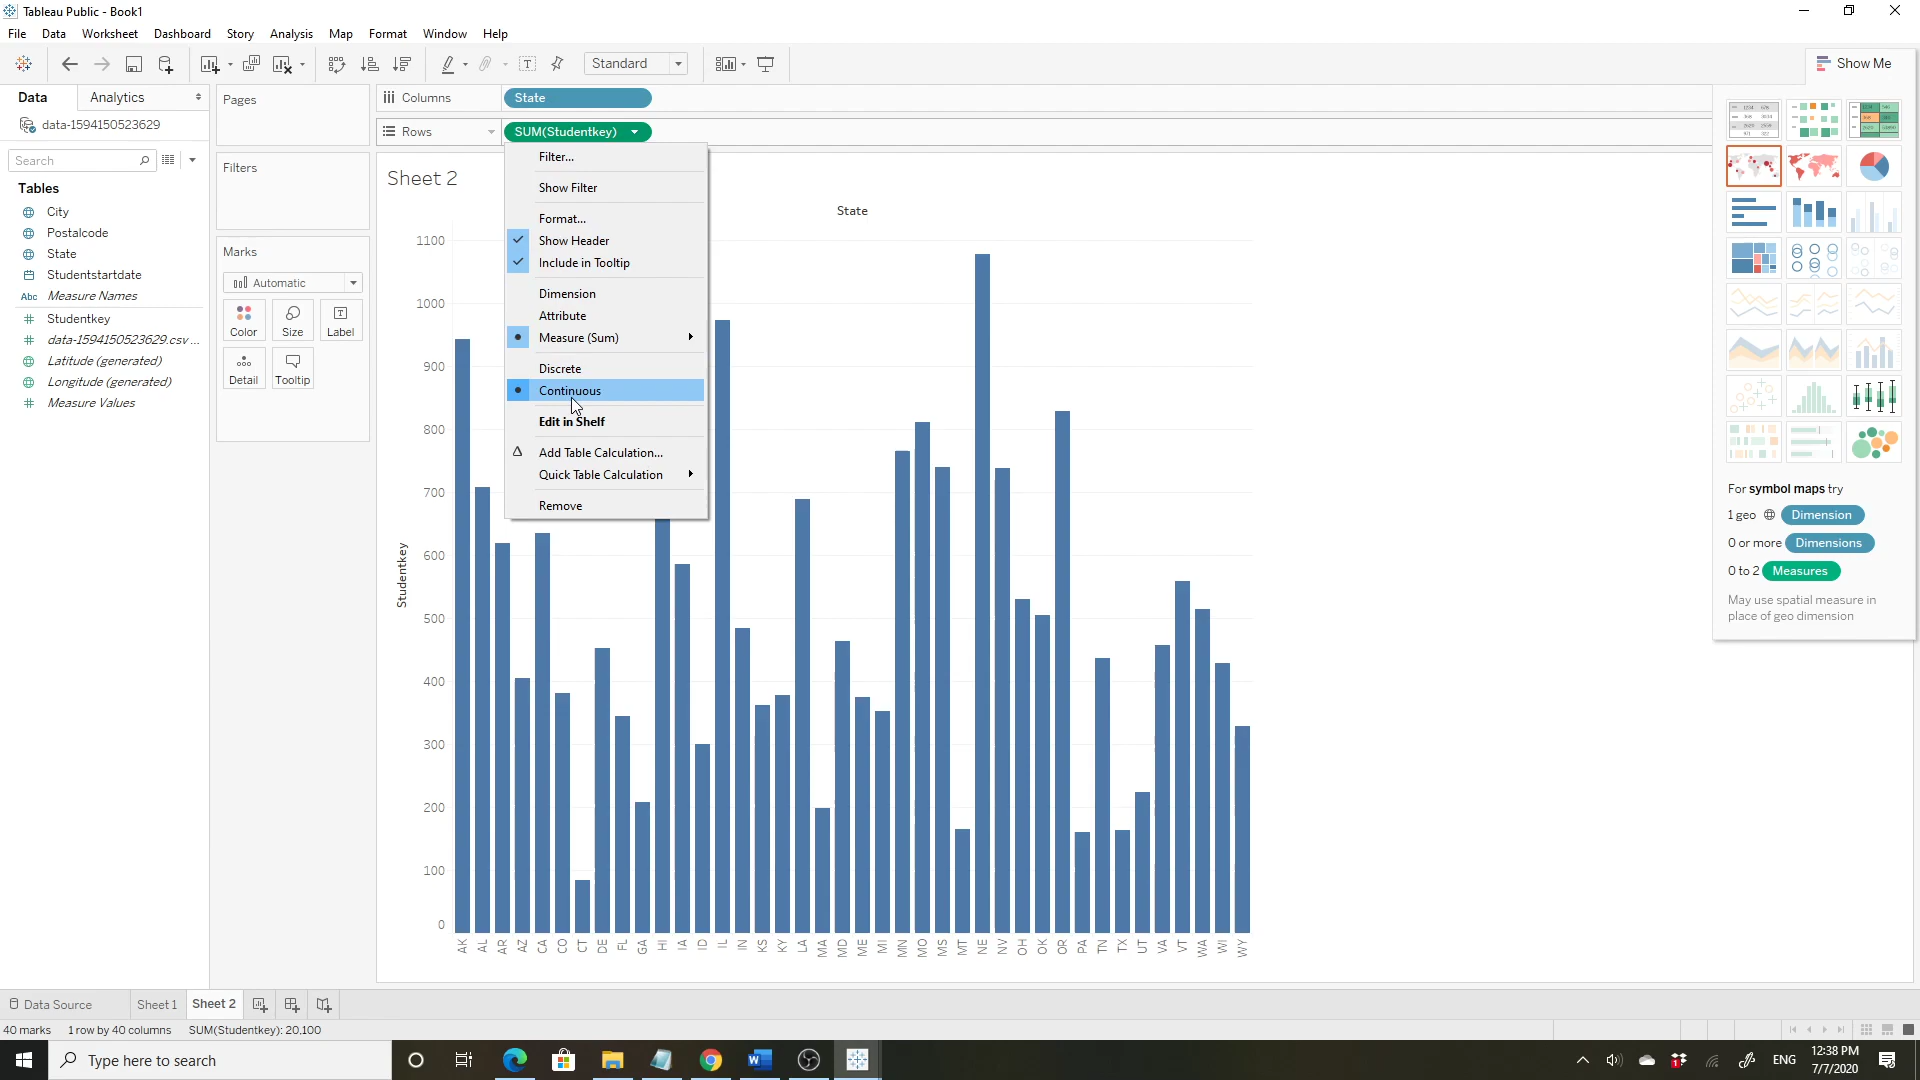 Tableau Public - Book1
File Data Worksheet Dashboard Story Analysis Map Format Window Help
Standard
Show Me
Data Analytics
data-1594150523629
Search
Tables
City
Postalcode
State
Studentstartdate
Abc Measure Names
Studentkey
data-1594150523629.csv ...
Latitude (generated)
Longitude (generated)
Measure Values
Pages
Filters
Marks
Automatic
Color Size Label
Detail Tooltip
Columns State
Rows SUM(Studentkey)
Sheet 2
Filter...
Show Filter
Format...
Show Header
Include in Tooltip
Dimension
Attribute
Measure (Sum)
Discrete
Continuous
Edit in Shelf
Add Table Calculation...
Quick Table Calculation
Remove
State
Studentkey
1100
1000
900
800
700
600
500
400
300
200
100
0
AK AL AR AZ CA CO CT DE FL GA HI IA ID IL IN KS KY LA MA MD ME MI MN MO MS MT NE NV OH OK OR PA TN TX UT VA VT WA WI WY
For symbol maps try
1 geo Dimension
0 or more Dimensions
0 to 2 Measures
May use spatial measure in
place of geo dimension
Data Source Sheet 1 Sheet 2
40 marks 1 row by 40 columns SUM(Studentkey): 20,100
Type here to search
ENG
12:38 PM
7/7/2020